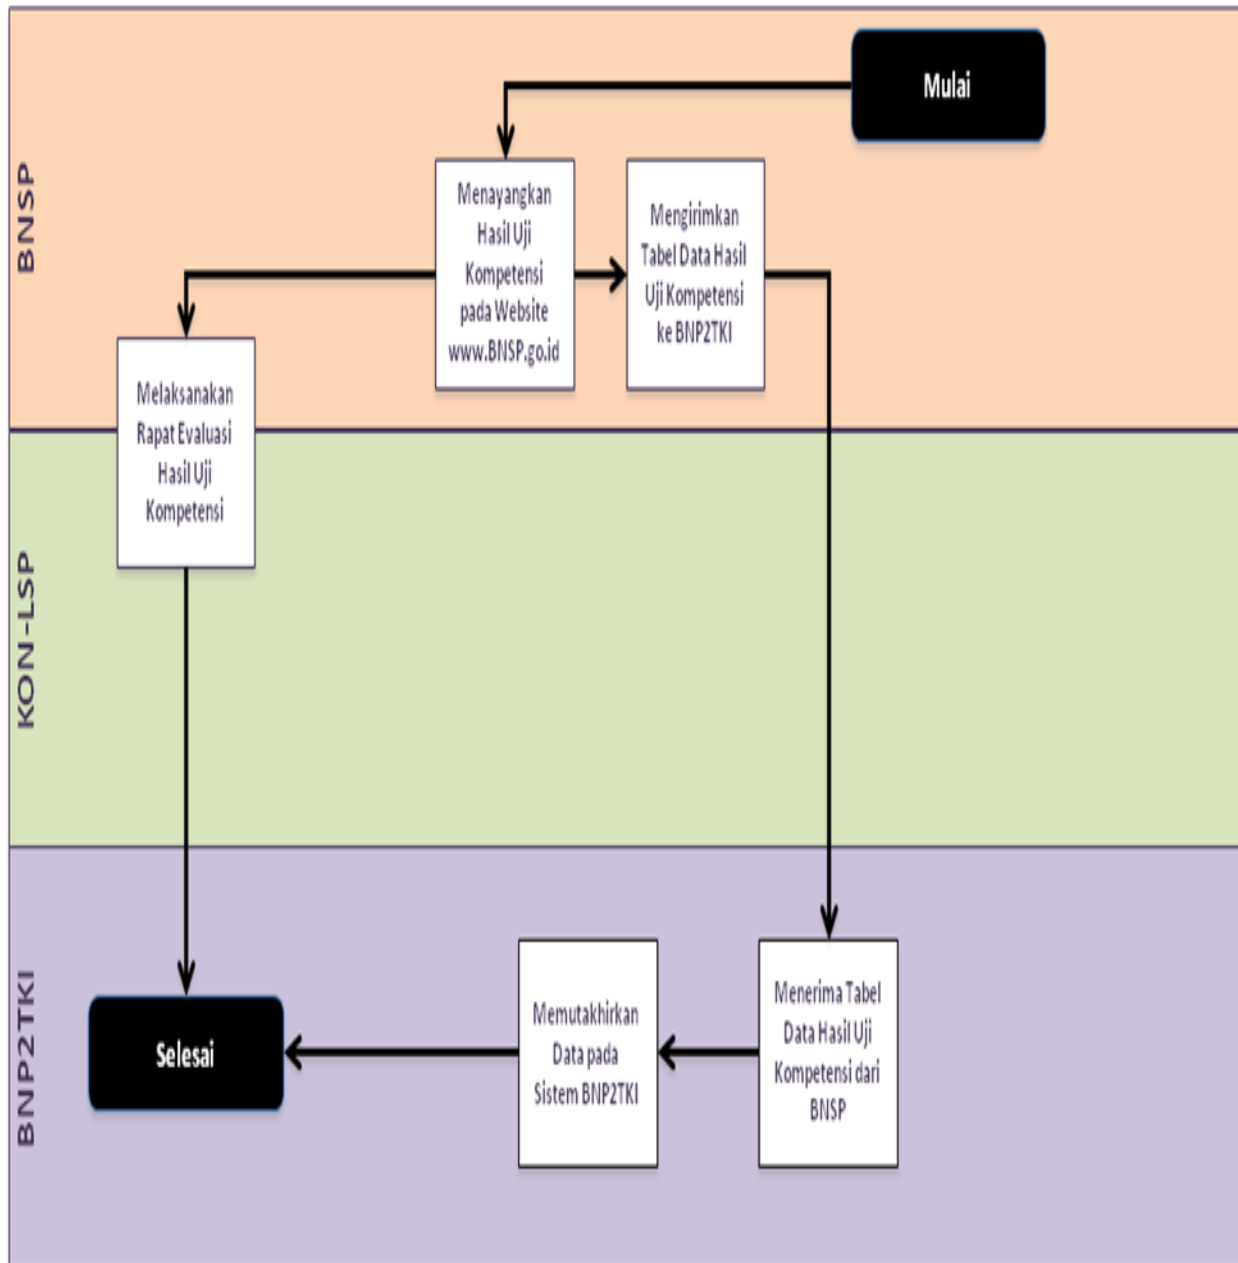 BNSP
Mulai
Menayangkan
Hasil Uji
Kompetensi
pada Website
www.BNSP.go.id
Mengirimkan
Tabel Data Hasil
Uji Kompetensi
ke BNP2TKI
Melaksanakan
Rapat Evaluasi
Hasil Uji
Kompetensi
KON-LSP
BNP2TKI
Selesai
Memutakhirkan
Data pada
Sistem BNP2TKI
Menerima Tabel
Data Hasil Uji
Kompetensi dari
BNSP